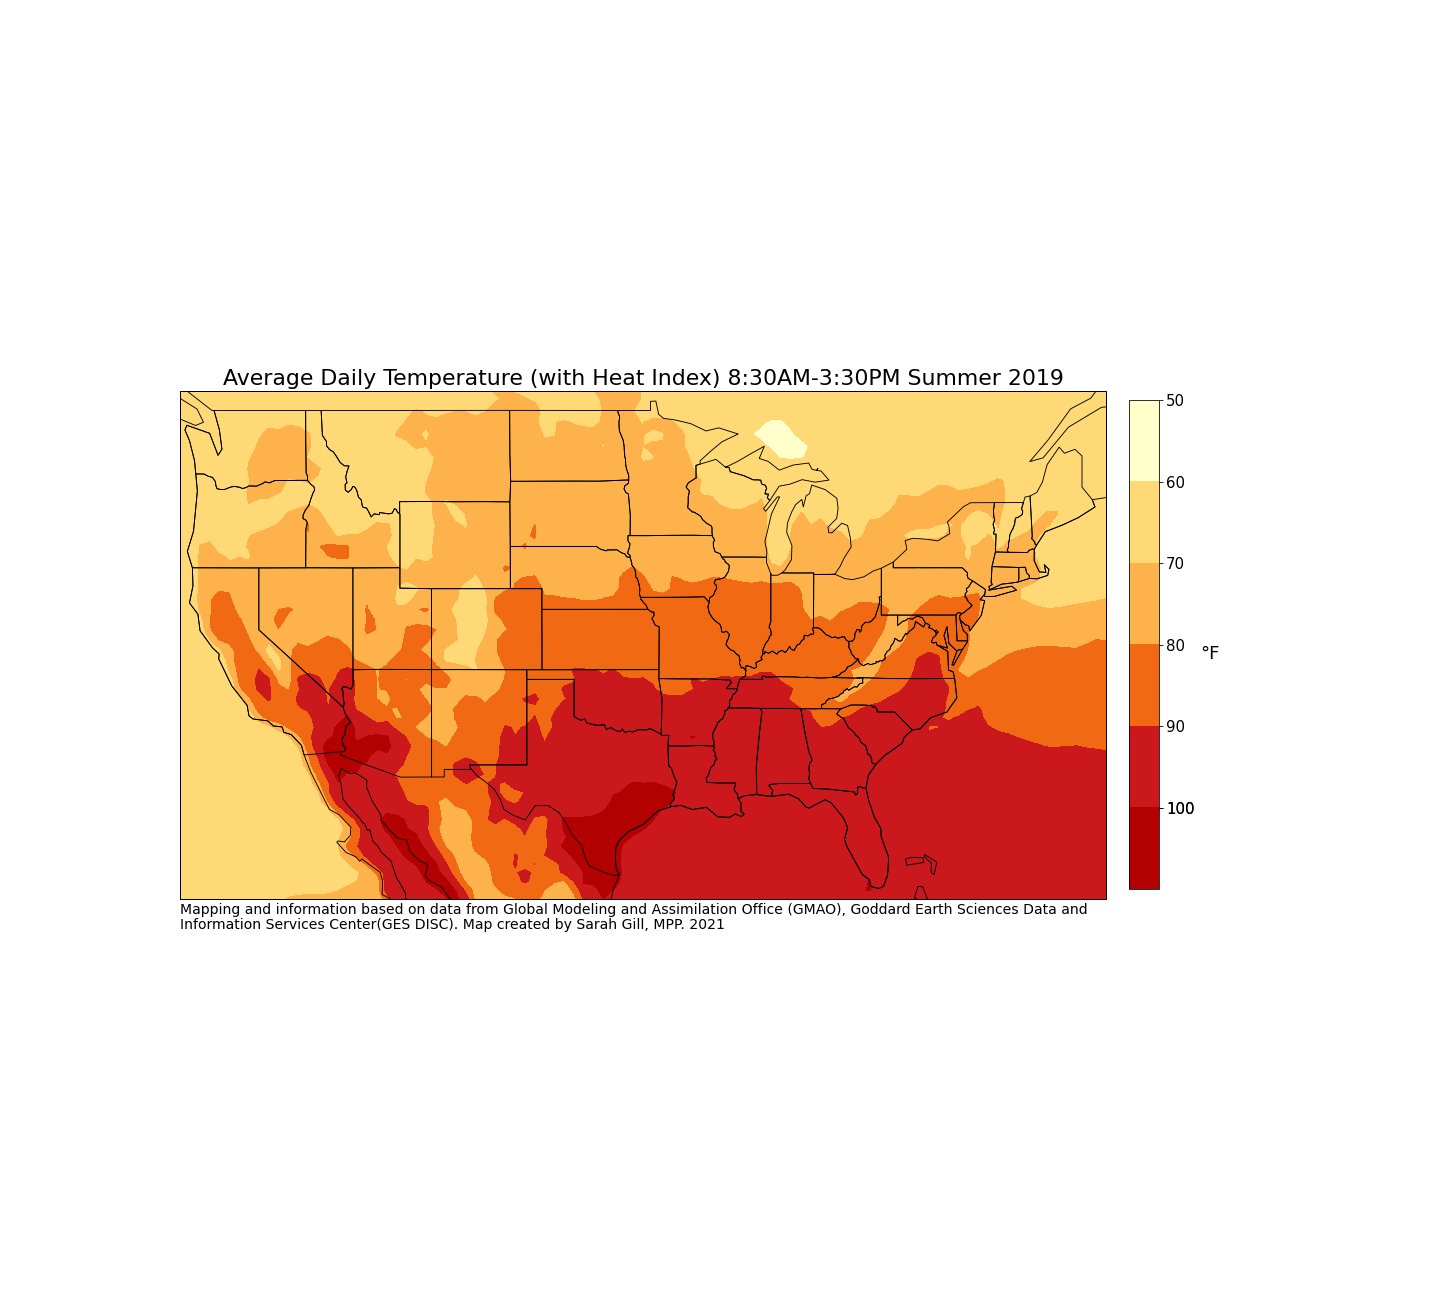 Average Daily Temperature (with Heat Index) 8:30AM-3:30PM Summer 2019
50
60
70
80
°F
90
100
Mapping and information based on data from Global Modeling and Assimilation Office (GMAO), Goddard Earth Sciences Data and
Information Services Center(GES DISC). Map created by Sarah Gill, MPP. 2021